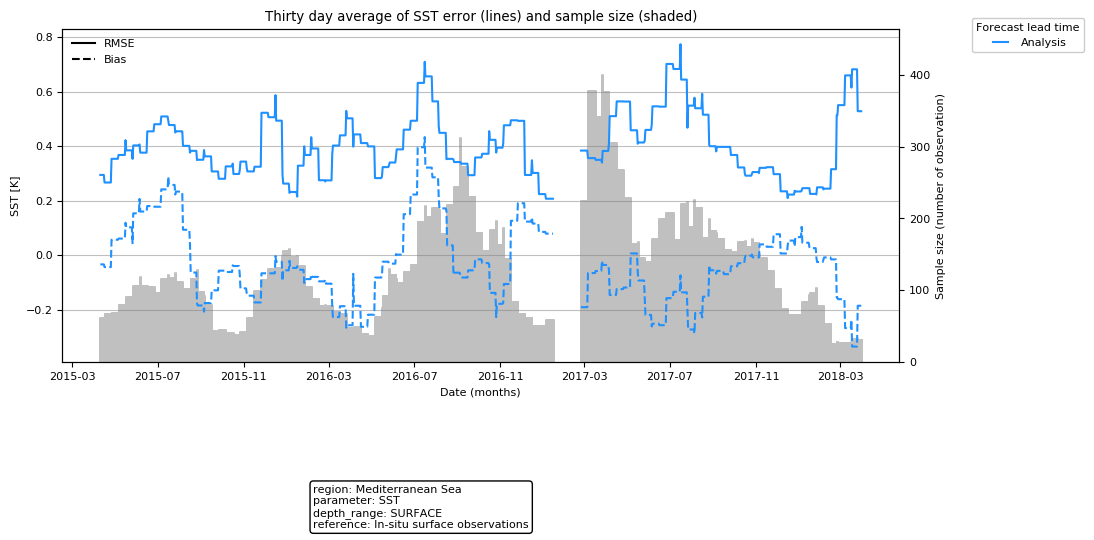 Thirty day average of SST error (lines) and sample size (shaded)
Forecast lead time
Analysis
RMSE
Bias
0.8
0.6
0.4
0.2
0.0
−0.2
SST [K]
400
300
200
100
0
Sample size (number of observation)
2015-03 2015-07 2015-11 2016-03 2016-07 2016-11 2017-03 2017-07 2017-11 2018-03
Date (months)
region: Mediterranean Sea
parameter: SST
depth_range: SURFACE
reference: In-situ surface observations